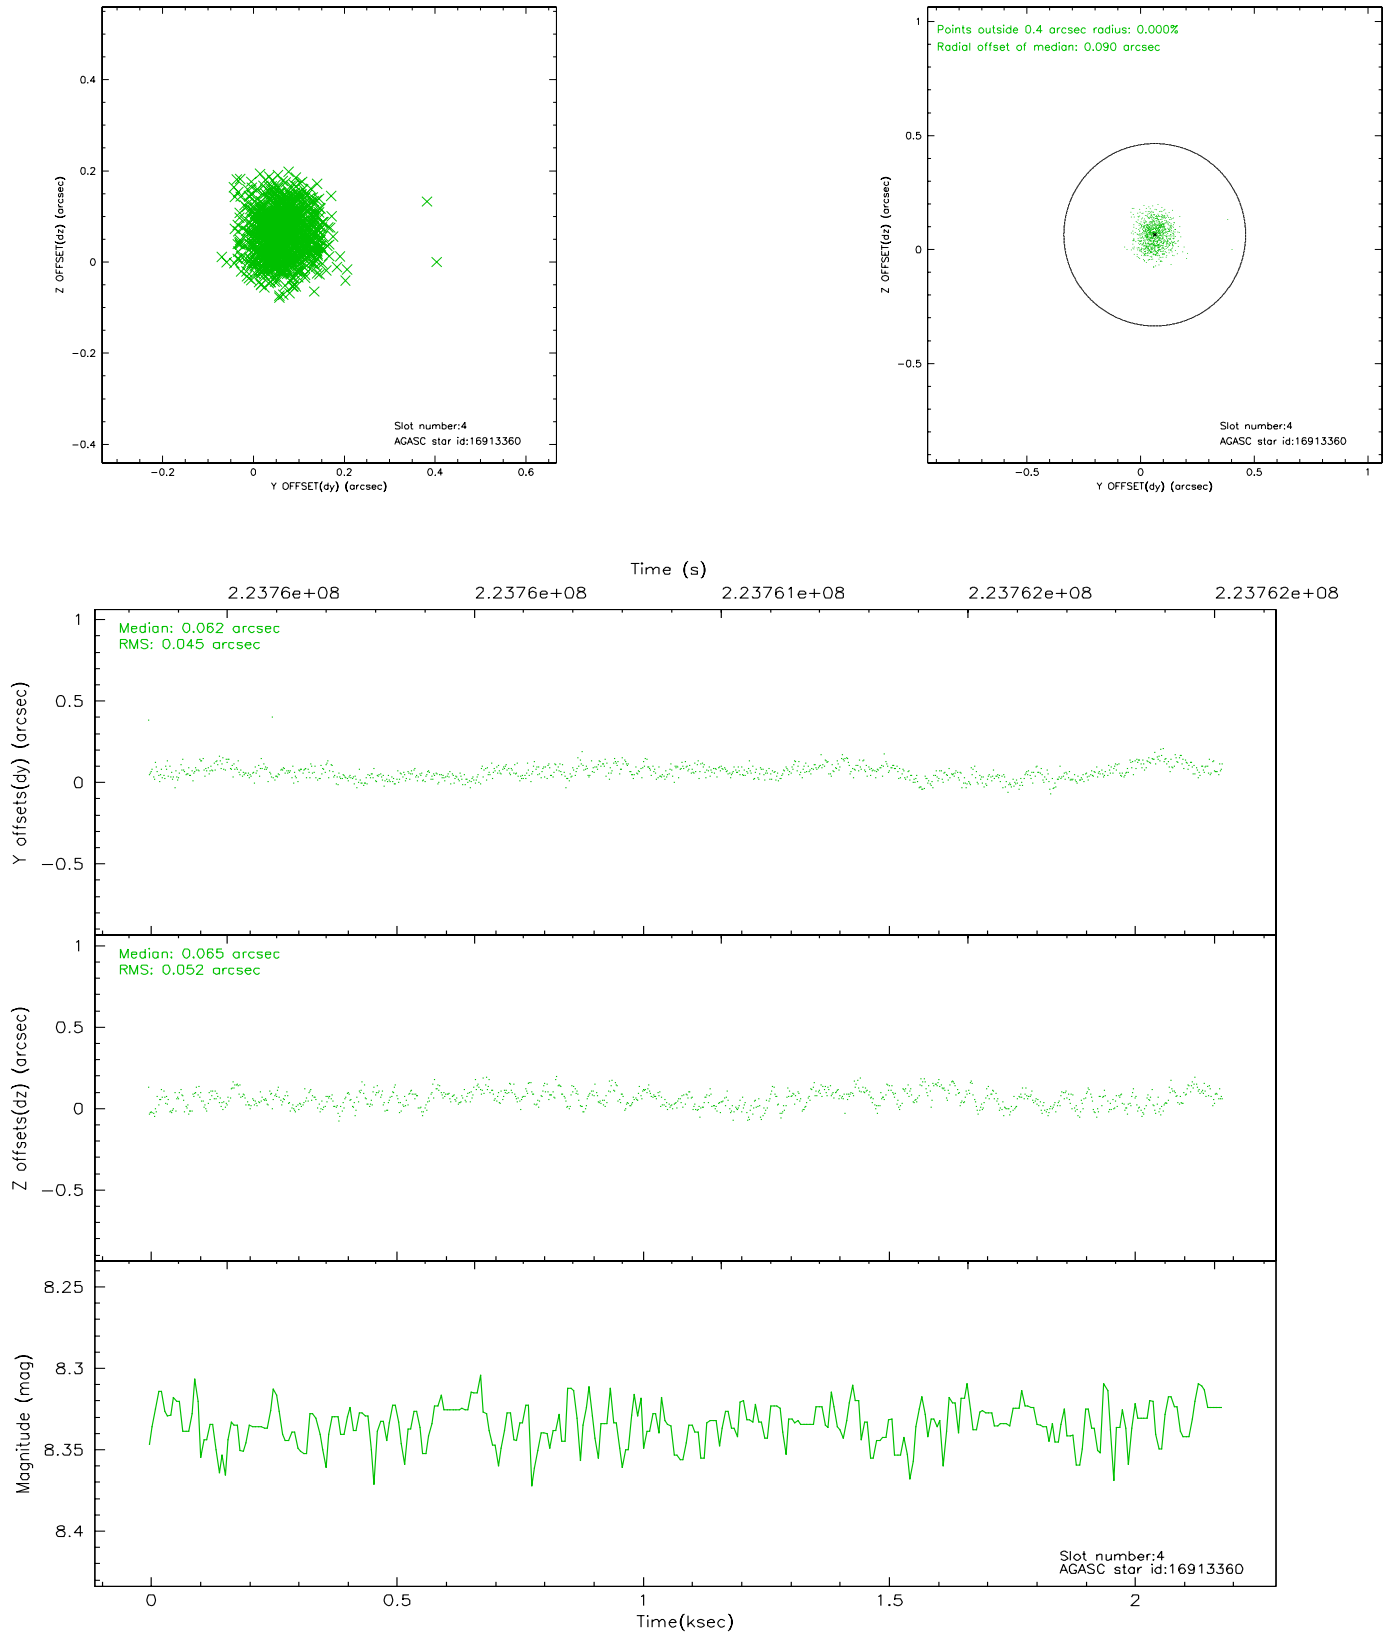 0.4
0.2
0
−0.2
−0.4
Z OFFSET(dz) (arcsec)
Slot number:4
AGASC star id:16913360
−0.2 0 0.2 0.4 0.6
Y OFFSET(dy) (arcsec)
Points outside 0.4 arcsec radius: 0.000%
Radial offset of median: 0.090 arcsec
1
0.5
0
−0.5
Z OFFSET(dz) (arcsec)
Slot number:4
AGASC star id:16913360
−0.5 0 0.5 1
Y OFFSET(dy) (arcsec)
Time (s)
2.2376e+08 2.2376e+08 2.23761e+08 2.23762e+08 2.23762e+08
Median: 0.062 arcsec
RMS: 0.045 arcsec
1
0.5
0
−0.5
Y offsets(dy) (arcsec)
Median: 0.065 arcsec
RMS: 0.052 arcsec
1
0.5
0
−0.5
Z offsets(dz) (arcsec)
8.25
8.3
8.35
8.4
Magnitude (mag)
Slot number:4
AGASC star id:16913360
0 0.5 1 1.5 2
Time(ksec)